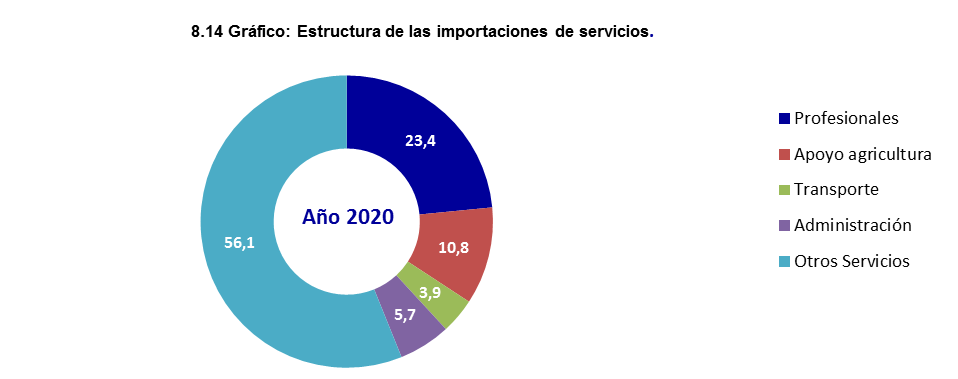 8.14 Gráfico: Estructura de las importaciones de servicios.
23,4
10,8
3,9
5,7
56,1
Año 2020
Profesionales
Apoyo agricultura
Transporte
Administración
Otros Servicios